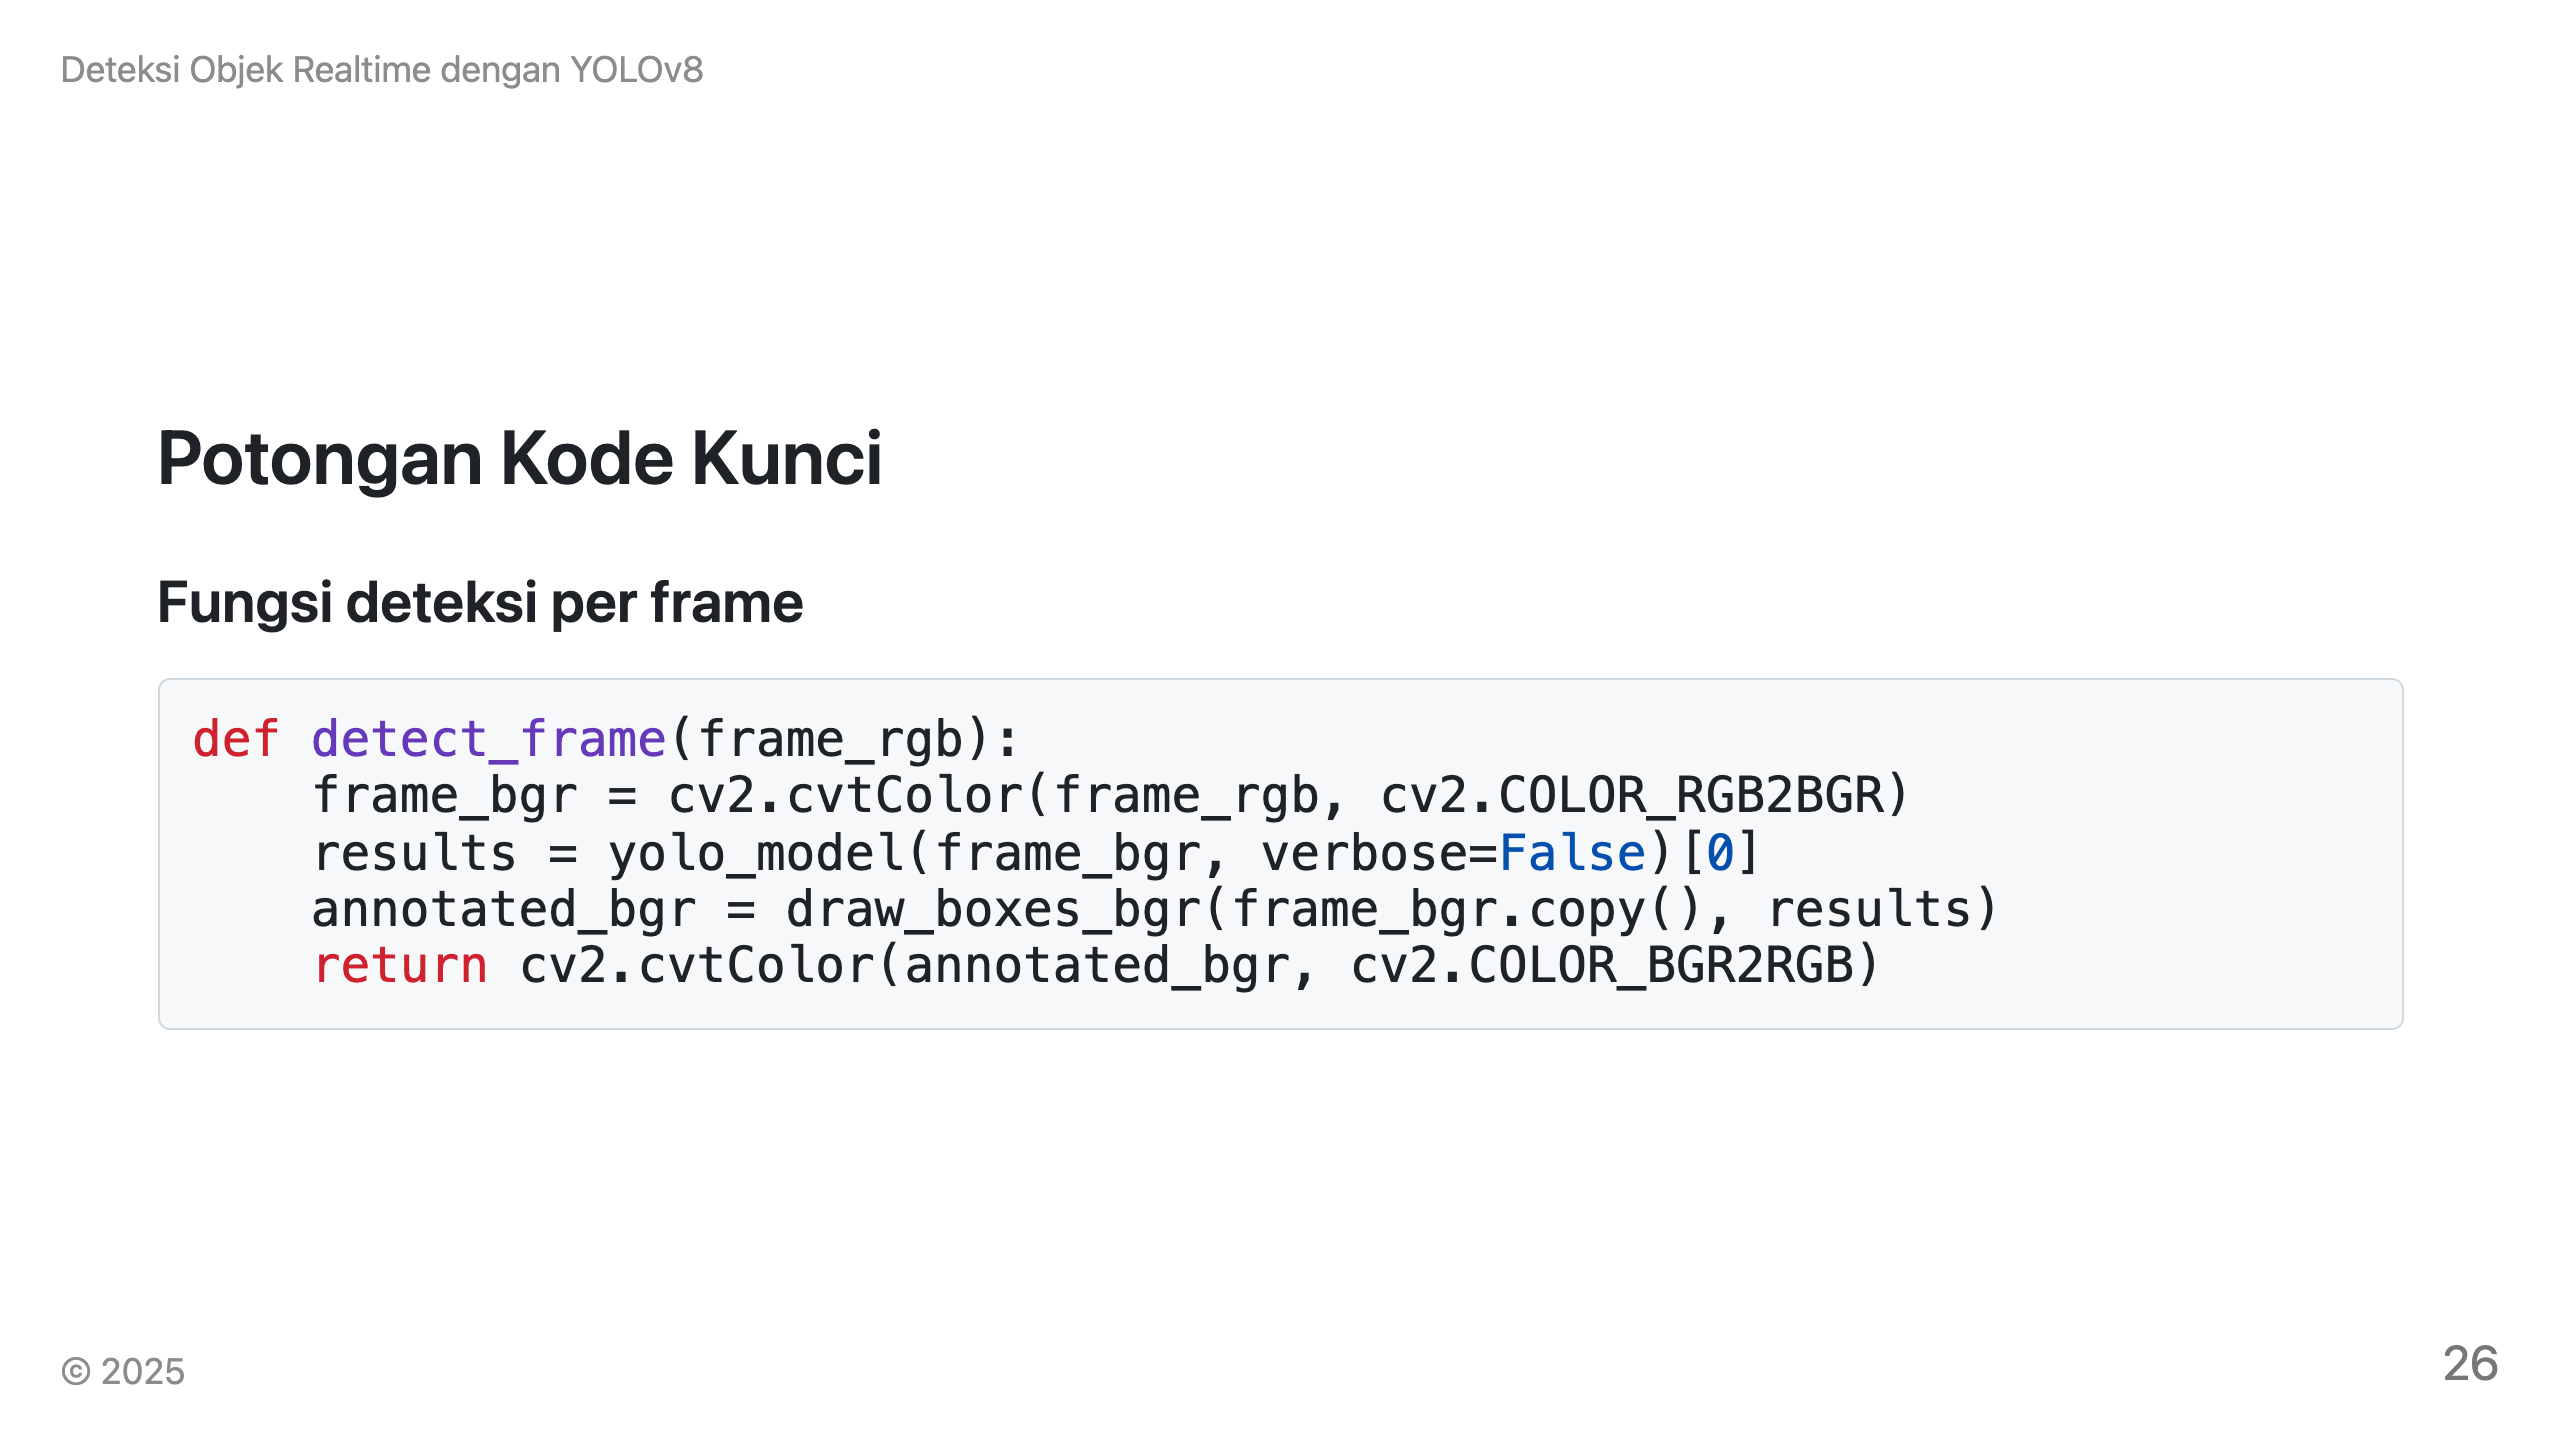 Deteksi Objek Realtime dengan YOLOv8
Potongan Kode Kunci
Fungsi deteksi per frame
def detect_frame(frame_rgb):
    frame_bgr = cv2.cvtColor(frame_rgb, cv2.COLOR_RGB2BGR)
    results = yolo_model(frame_bgr, verbose=False)[0]
    annotated_bgr = draw_boxes_bgr(frame_bgr.copy(), results)
    return cv2.cvtColor(annotated_bgr, cv2.COLOR_BGR2RGB)
© 2025
26